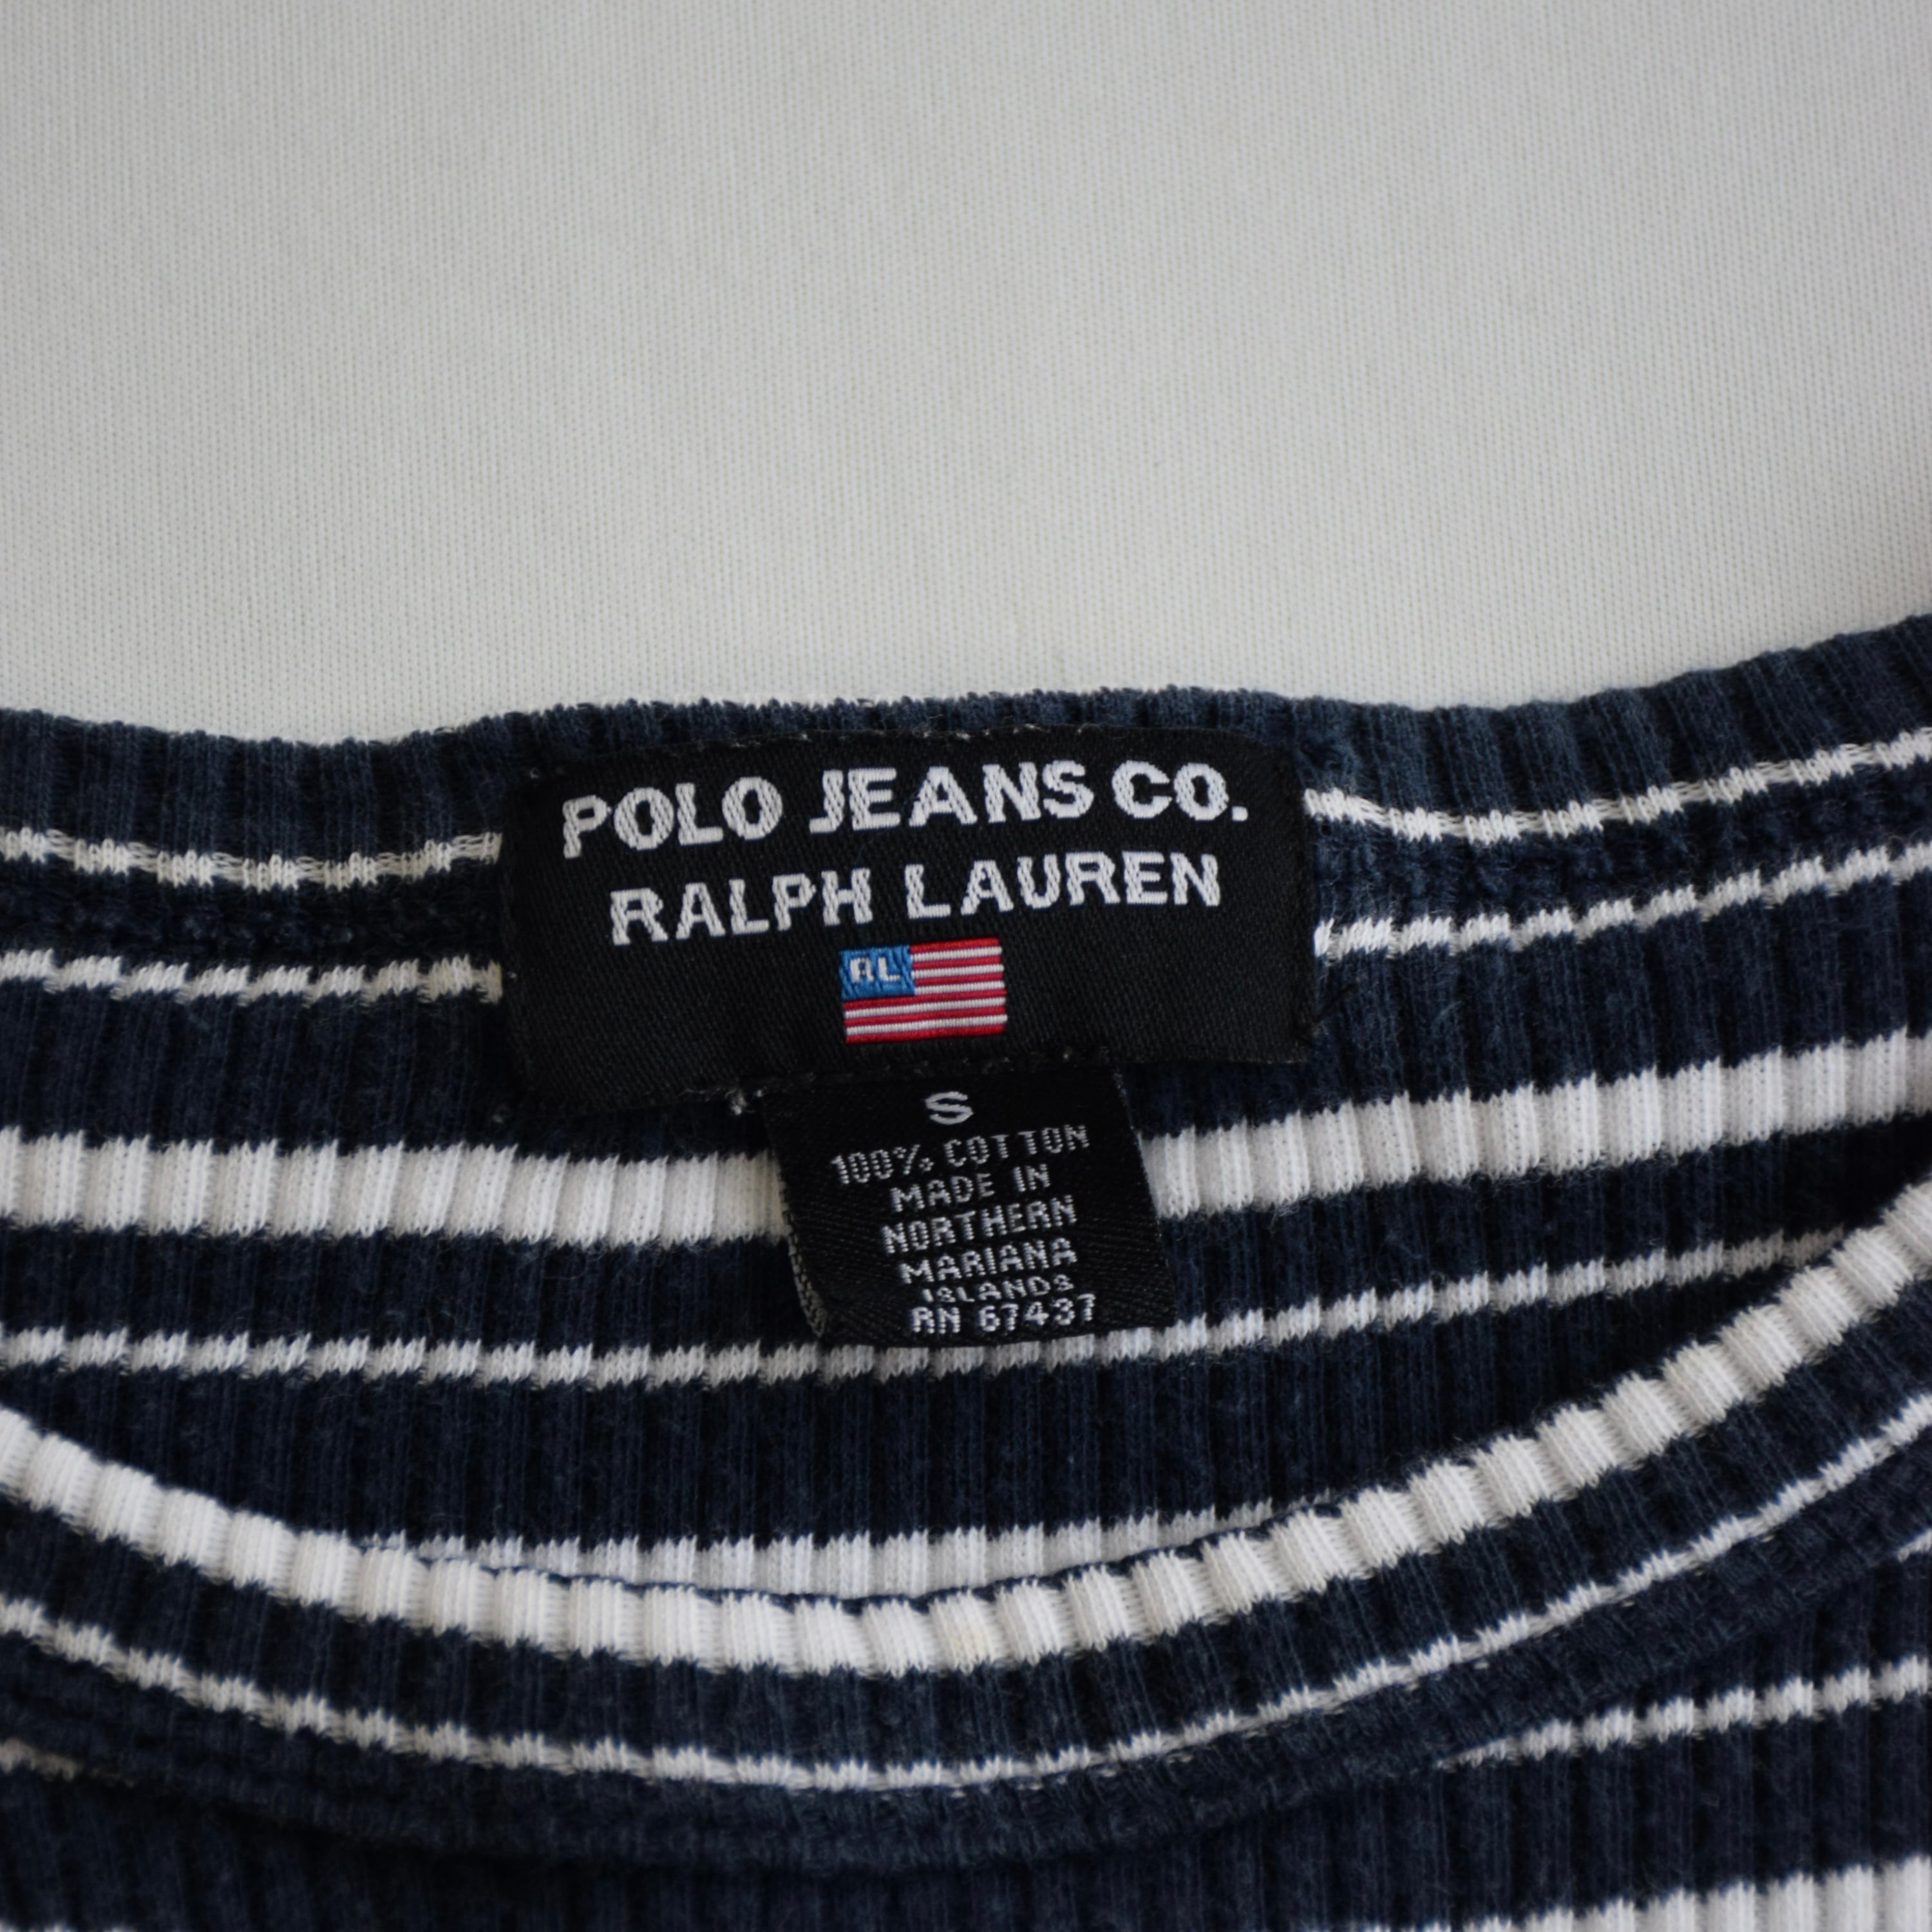 POLO JEANS CO.
RALPH LAUREN
RL
S
100% COTTON
MADE IN
NORTHERN
MARIANA
ISLANDS
RN 67437